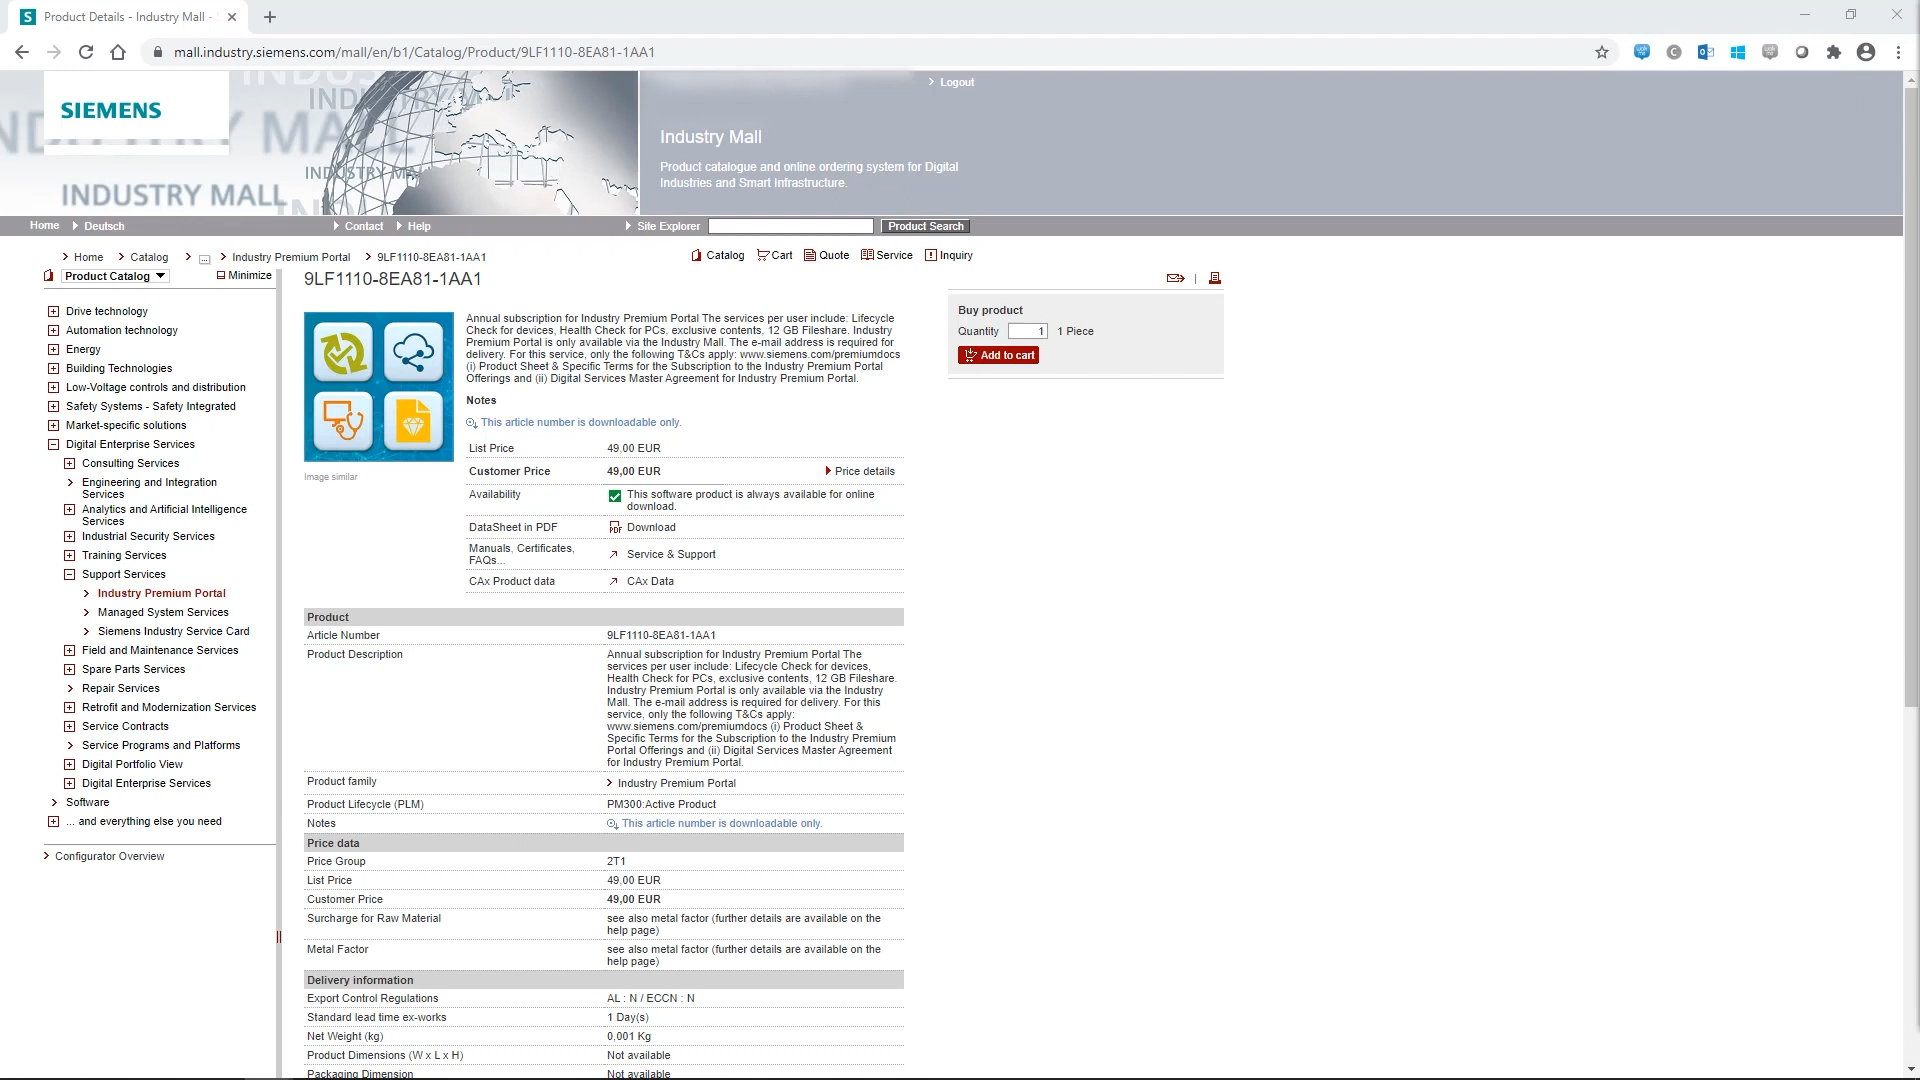 Product Details - Industry Mall -
mall.industry.siemens.com/mall/en/b1/Catalog/Product/9LF1110-8EA81-1AA1
SIEMENS
INDUSTRY MALL
Logout
Industry Mall
Product catalogue and online ordering system for Digital
Industries and Smart Infrastructure.
Home Deutsch Contact Help Site Explorer Product Search
Home Catalog ... Industry Premium Portal 9LF1110-8EA81-1AA1
Catalog Cart Quote Service Inquiry
Product Catalog Minimize
Drive technology
Automation technology
Energy
Building Technologies
Low-Voltage controls and distribution
Safety Systems - Safety Integrated
Market-specific solutions
Digital Enterprise Services
Consulting Services
Engineering and Integration
Services
Analytics and Artificial Intelligence
Services
Industrial Security Services
Training Services
Support Services
Industry Premium Portal
Managed System Services
Siemens Industry Service Card
Field and Maintenance Services
Spare Parts Services
Repair Services
Retrofit and Modernization Services
Service Contracts
Service Programs and Platforms
Digital Portfolio View
Digital Enterprise Services
Software
... and everything else you need
Configurator Overview
9LF1110-8EA81-1AA1
Image similar
Annual subscription for Industry Premium Portal The services per user include: Lifecycle
Check for devices, Health Check for PCs, exclusive contents, 12 GB Fileshare. Industry
Premium Portal is only available via the Industry Mall. The e-mail address is required for
delivery. For this service, only the following T&Cs apply: www.siemens.com/premiumdocs
(i) Product Sheet & Specific Terms for the Subscription to the Industry Premium Portal
Offerings and (ii) Digital Services Master Agreement for Industry Premium Portal.
Notes
This article number is downloadable only.
List Price 49,00 EUR
Customer Price 49,00 EUR Price details
Availability This software product is always available for online
download.
DataSheet in PDF PDF Download
Manuals, Certificates,
FAQs... Service & Support
CAx Product data CAx Data
Buy product
Quantity 1 1 Piece
Add to cart
Product
Article Number 9LF1110-8EA81-1AA1
Product Description Annual subscription for Industry Premium Portal The
services per user include: Lifecycle Check for devices,
Health Check for PCs, exclusive contents, 12 GB Fileshare.
Industry Premium Portal is only available via the Industry
Mall. The e-mail address is required for delivery. For this
service, only the following T&Cs apply:
www.siemens.com/premiumdocs (i) Product Sheet &
Specific Terms for the Subscription to the Industry Premium
Portal Offerings and (ii) Digital Services Master Agreement
for Industry Premium Portal.
Product family Industry Premium Portal
Product Lifecycle (PLM) PM300:Active Product
Notes This article number is downloadable only.
Price data
Price Group 2T1
List Price 49,00 EUR
Customer Price 49,00 EUR
Surcharge for Raw Material see also metal factor (further details are available on the
help page)
Metal Factor see also metal factor (further details are available on the
help page)
Delivery information
Export Control Regulations AL : N / ECCN : N
Standard lead time ex-works 1 Day(s)
Net Weight (kg) 0,001 Kg
Product Dimensions (W x L x H) Not available
Packaging Dimension Not available